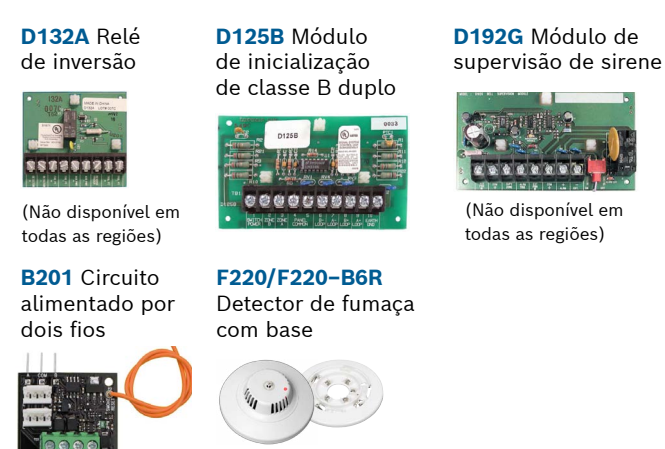 D132A Relé
de inversão
D125B Módulo
de inicialização
de classe B duplo
D192G Módulo de
supervisão de sirene
132A
D125B
(Não disponível em
todas as regiões)
(Não disponível em
todas as regiões)
B201 Circuito
alimentado por
dois fios
F220/F220–B6R
Detector de fumaça
com base
COM